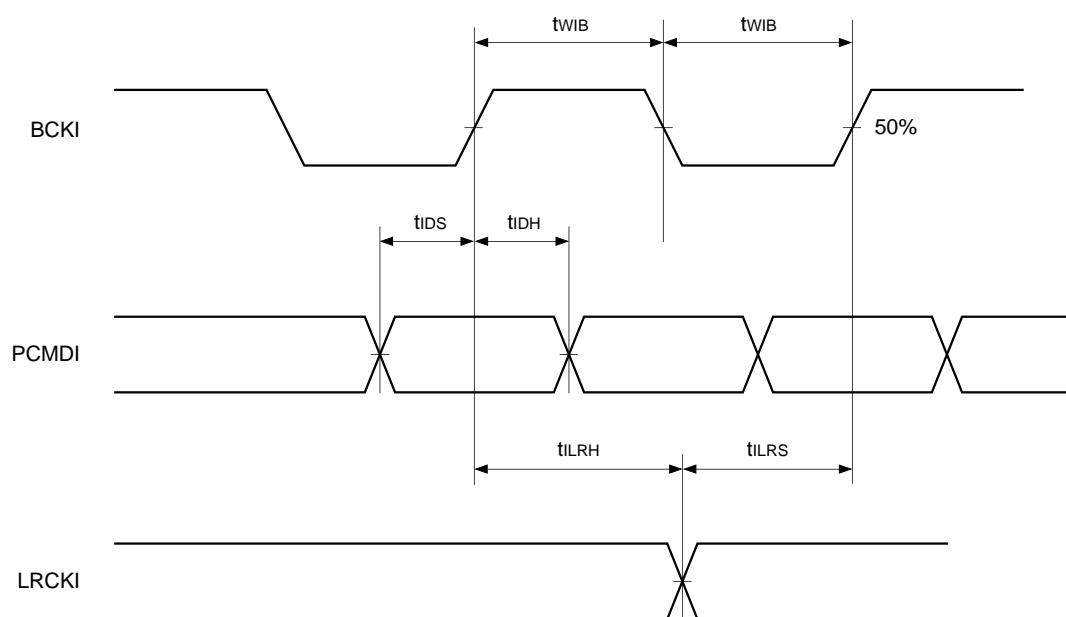 tWIB tWIB
BCKI
50%
tIDS tIDH
PCMDI
tILRH tILRS
LRCKI